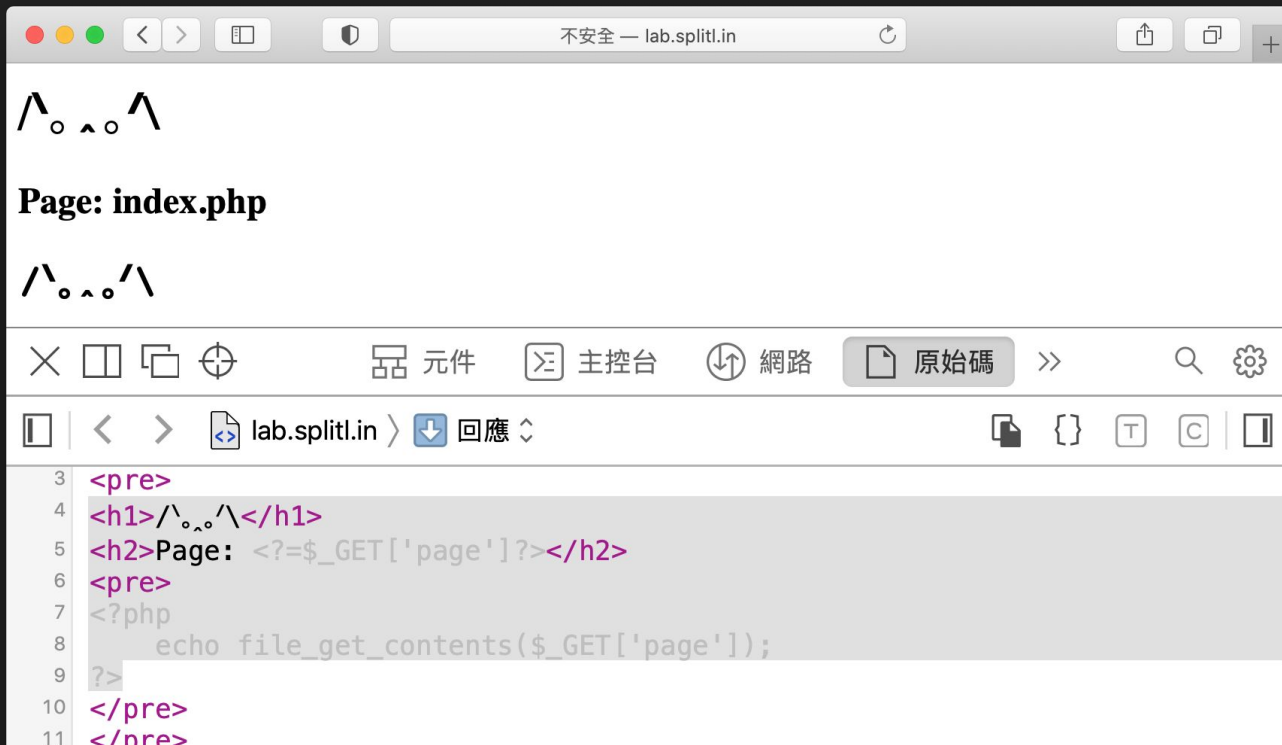 不安全 — lab.splitl.in
/\ˋ｡‸｡ˊ\
Page: index.php
/ˋ｡‸｡ˊ\
元件 主控台 網路 原始碼
lab.splitl.in 〉 回應
T C
3 <pre>
4 <h1>/ˋ｡‸｡ˊ\</h1>
5 <h2>Page: <?=$_GET['page']?></h2>
6 <pre>
7 <?php
8 echo file_get_contents($_GET['page']);
9 ?>
10 </pre>
11 </pre>